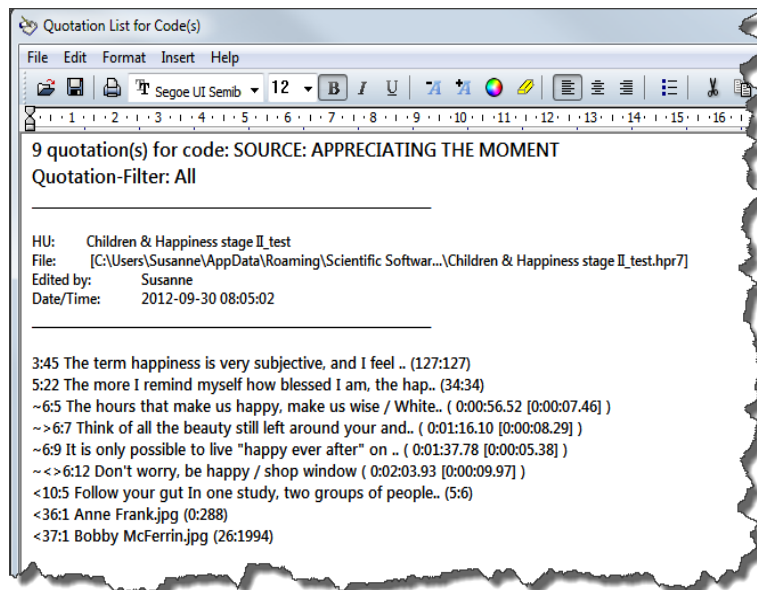 Quotation List for Code(s)
File Edit Format Insert Help
Segoe UI Semib 12 B I U A A
1 2 3 4 5 6 7 8 9 10 11 12 13 14 15 16
9 quotation(s) for code: SOURCE: APPRECIATING THE MOMENT
Quotation-Filter: All
HU: Children & Happiness stage II_test
File: [C:\Users\Susanne\AppData\Roaming\Scientific Softwar...\Children & Happiness stage II_test.hpr7]
Edited by: Susanne
Date/Time: 2012-09-30 08:05:02
3:45 The term happiness is very subjective, and I feel .. (127:127)
5:22 The more I remind myself how blessed I am, the hap.. (34:34)
~6:5 The hours that make us happy, make us wise / White.. ( 0:00:56.52 [0:00:07.46] )
~>6:7 Think of all the beauty still left around your and.. ( 0:01:16.10 [0:00:08.29] )
~6:9 It is only possible to live "happy ever after" on .. ( 0:01:37.78 [0:00:05.38] )
~<>6:12 Don't worry, be happy / shop window ( 0:02:03.93 [0:00:09.97] )
<10:5 Follow your gut In one study, two groups of people.. (5:6)
<36:1 Anne Frank.jpg (0:288)
<37:1 Bobby McFerrin.jpg (26:1994)